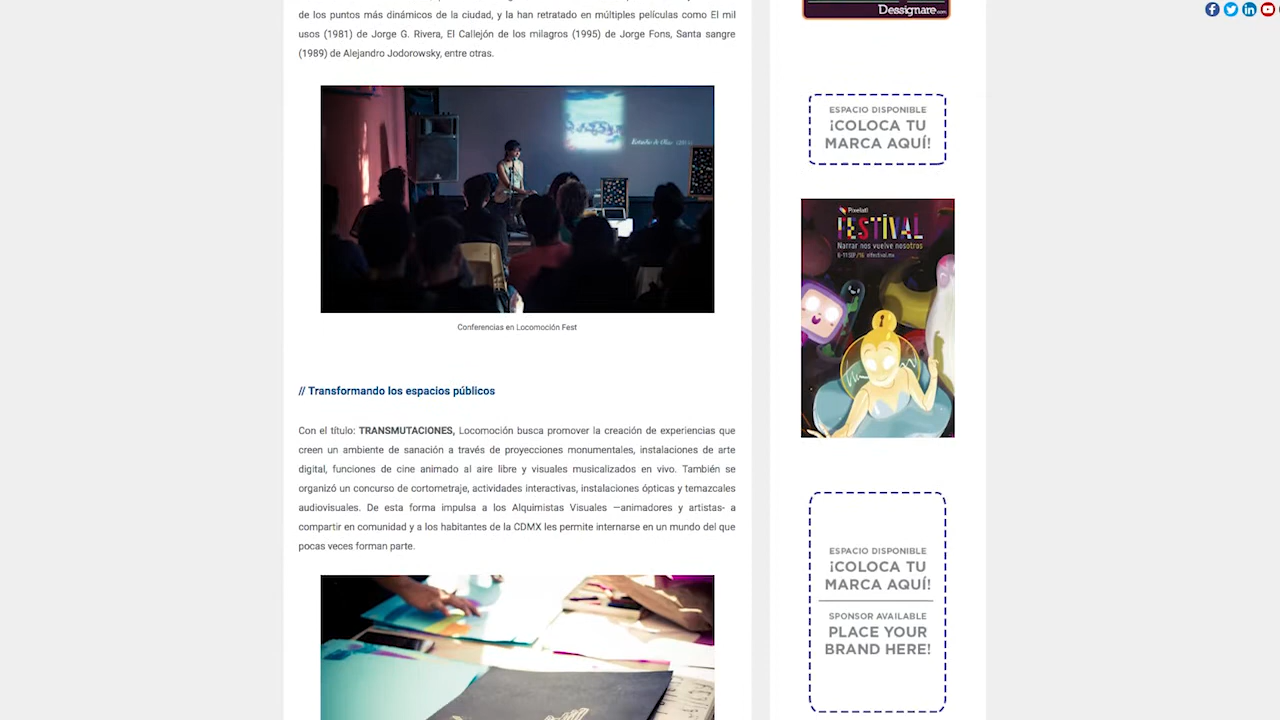 de los puntos más dinámicos de la ciudad, y la han retratado en múltiples películas como El mil
usos (1981) de Jorge G. Rivera, El Callejón de los milagros (1995) de Jorge Fons, Santa sangre
(1989) de Alejandro Jodorowsky, entre otras.
Conferencias en Locomoción Fest
// Transformando los espacios públicos
Con el título: TRANSMUTACIONES, Locomoción busca promover la creación de experiencias que
creen un ambiente de sanación a través de proyecciones monumentales, instalaciones de arte
digital, funciones de cine animado al aire libre y visuales musicalizados en vivo. También se
organizó un concurso de cortometraje, actividades interactivas, instalaciones ópticas y temazcales
audiovisuales. De esta forma impulsa a los Alquimistas Visuales —animadores y artistas- a
compartir en comunidad y a los habitantes de la CDMX les permite internarse en un mundo del que
pocas veces forman parte.
Dessignare.com
ESPACIO DISPONIBLE
¡COLOCA TU
MARCA AQUÍ!
Pixelatl
FESTIVAL
Narrar nos vuelve nosotros
6-11 SEP/16 elfestival.mx
ESPACIO DISPONIBLE
¡COLOCA TU
MARCA AQUÍ!
SPONSOR AVAILABLE
PLACE YOUR
BRAND HERE!